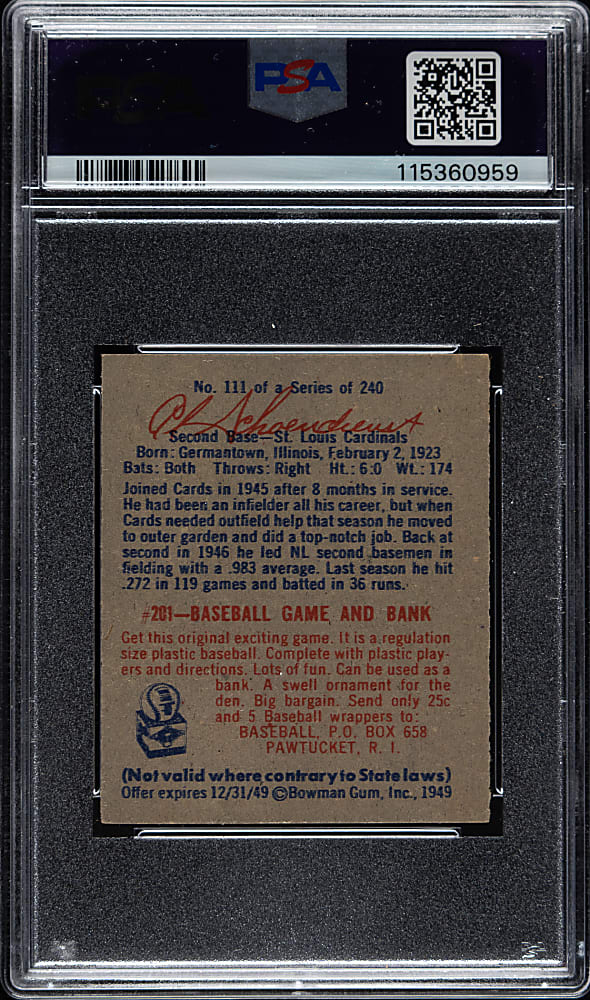 PSA
115360959
No. 111 of a Series of 240
Schoendienst
Second Base—St. Louis Cardinals
Born: Germantown, Illinois, February 2, 1923
Bats: Both Throws: Right Ht.: 6:0 Wt.: 174
Joined Cards in 1945 after 8 months in service.
He had been an infielder all his career, but when
Cards needed outfield help that season he moved
to outer garden and did a top-notch job. Back at
second in 1946 he led NL second basemen in
fielding with a .983 average. Last season he hit
.272 in 119 games and batted in 36 runs.
#201—BASEBALL GAME AND BANK
Get this original exciting game. It is a regulation
size plastic baseball. Complete with plastic play-
ers and directions. Lots of fun. Can be used as a
bank. A swell ornament for the
den. Big bargain. Send only 25c
and 5 Baseball wrappers to:
BASEBALL, P.O. BOX 658
PAWTUCKET, R. I.
(Not valid where contrary to State laws)
Offer expires 12/31/49 ©Bowman Gum, Inc., 1949